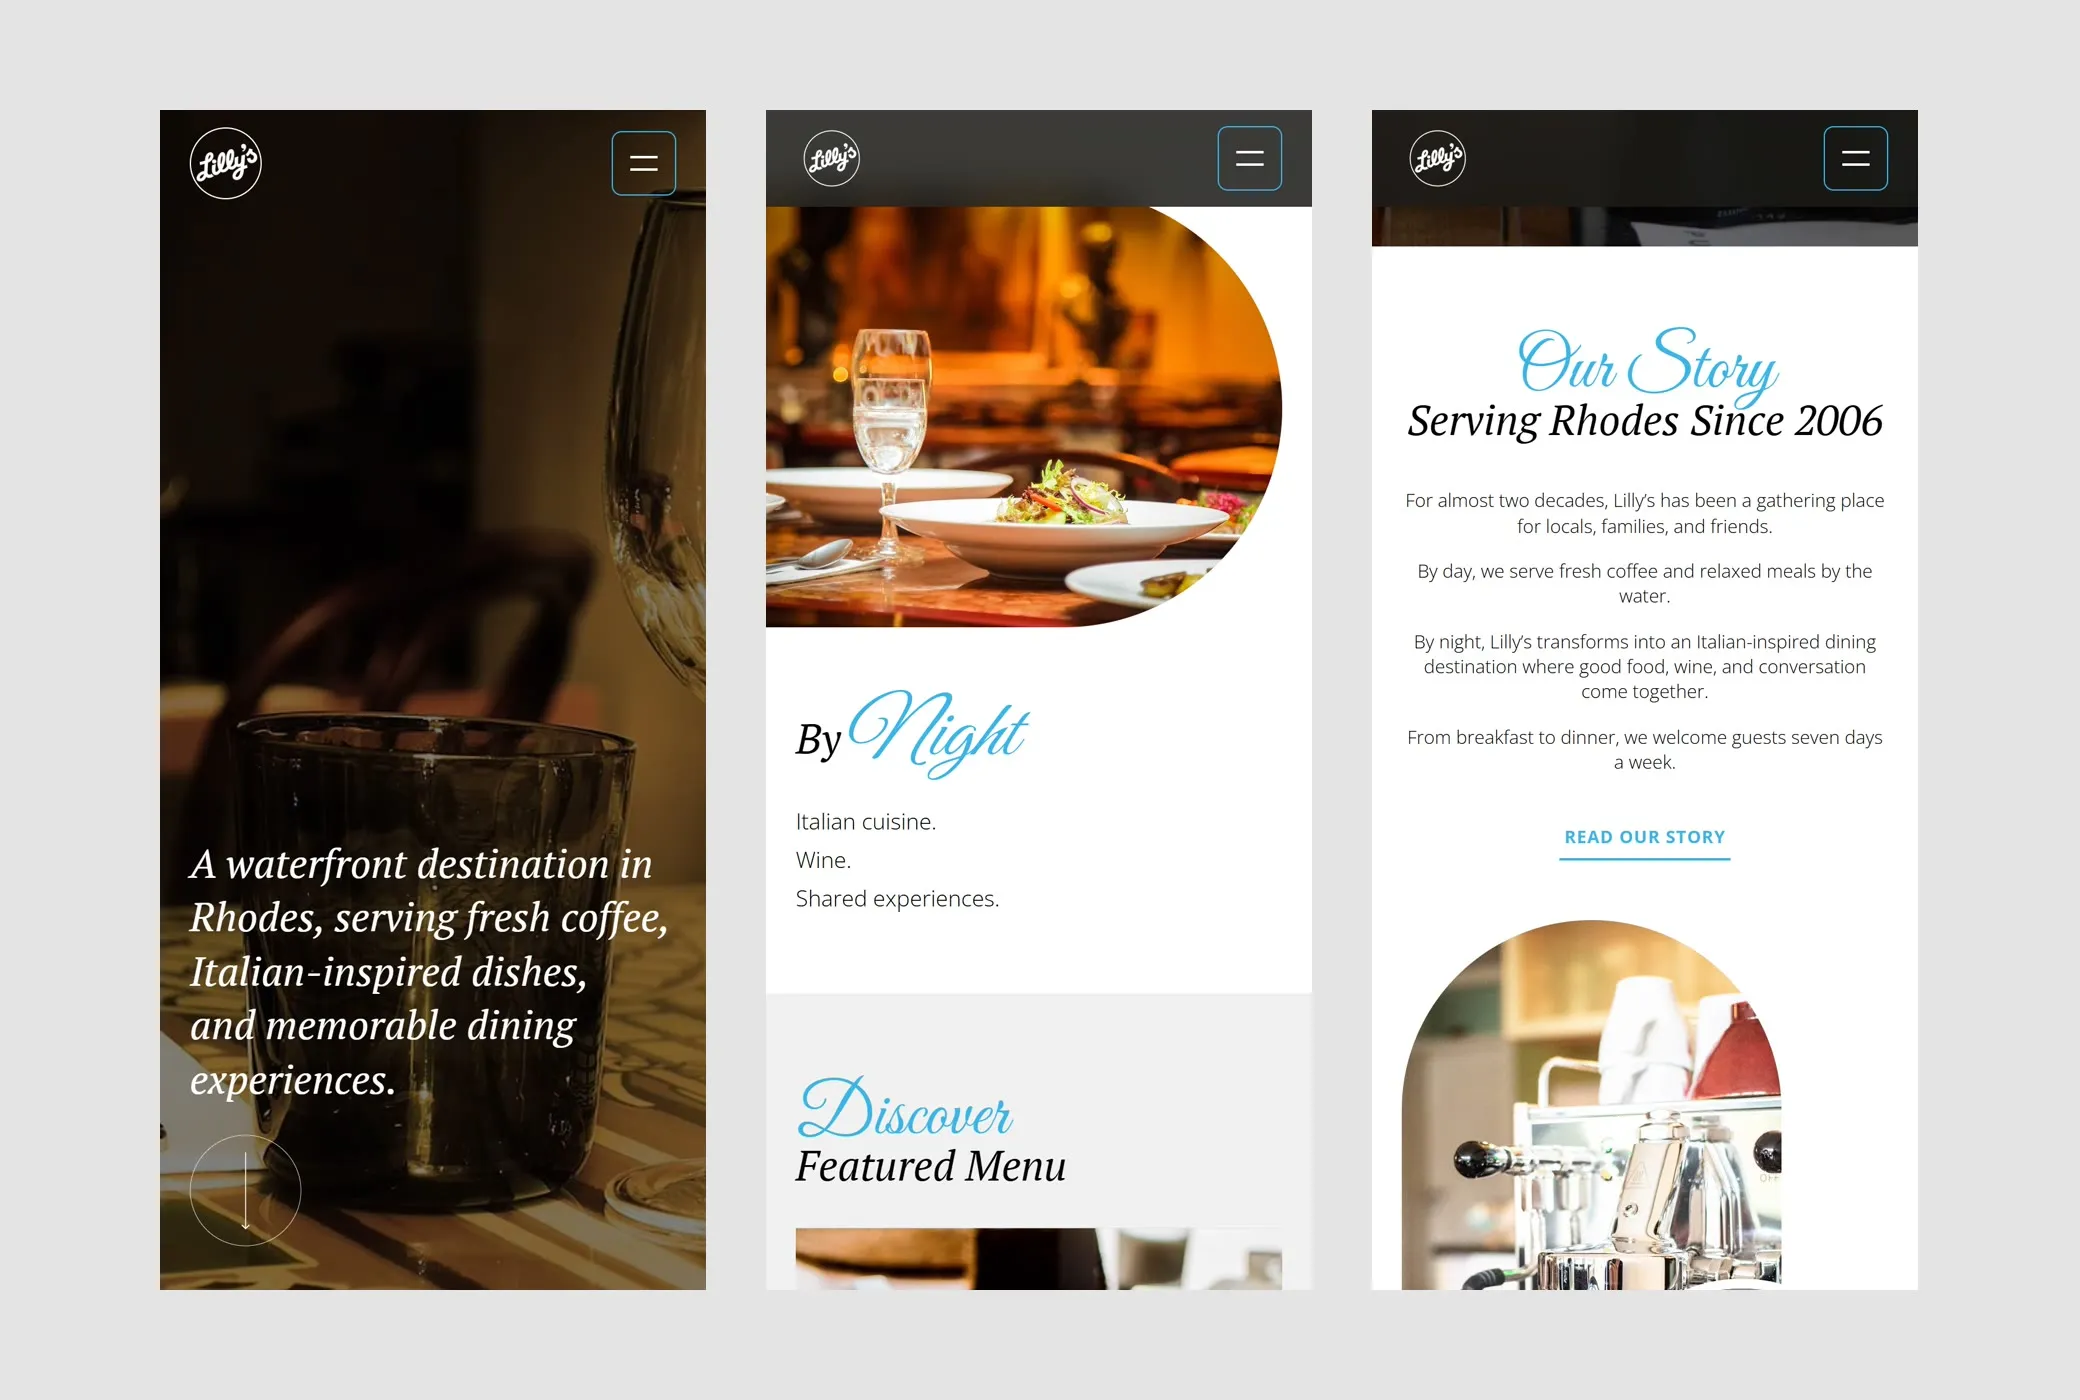 Lilly's
A waterfront destination in
Rhodes, serving fresh coffee,
Italian-inspired dishes,
and memorable dining
experiences.
Lilly's
By Night
Italian cuisine.
Wine.
Shared experiences.
Discover
Featured Menu
Lilly's
Our Story
Serving Rhodes Since 2006
For almost two decades, Lilly’s has been a gathering place
for locals, families, and friends.
By day, we serve fresh coffee and relaxed meals by the
water.
By night, Lilly’s transforms into an Italian-inspired dining
destination where good food, wine, and conversation
come together.
From breakfast to dinner, we welcome guests seven days
a week.
READ OUR STORY